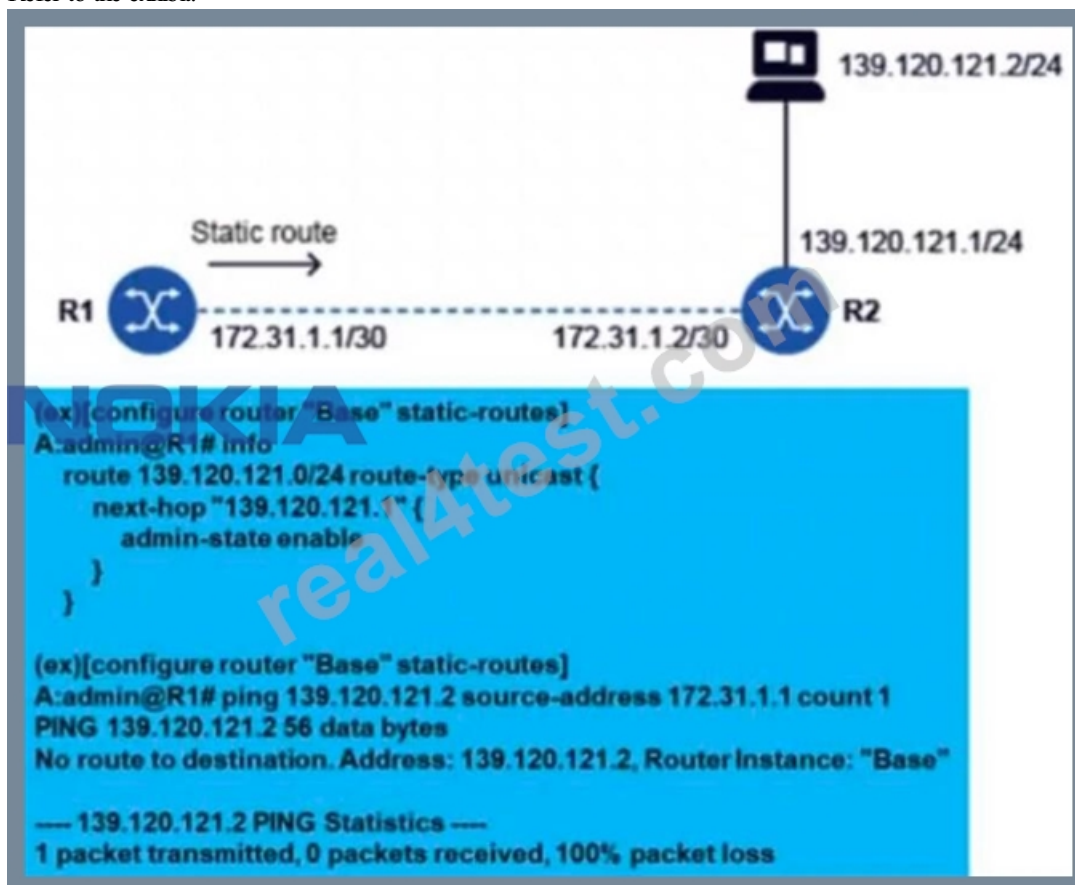 139.120.121.2/24
Static route
139.120.121.1/24
R1
R2
172.31.1.1/30
172.31.1.2/30
NOKIA
(ex)[configure router "Base" static-routes]
A:admin@R1# info
route 139.120.121.0/24 route-type unicast {
next-hop "139.120.121.1" {
admin-state enable
}
}
(ex)[configure router "Base" static-routes]
A:admin@R1# ping 139.120.121.2 source-address 172.31.1.1 count 1
PING 139.120.121.2 56 data bytes
No route to destination. Address: 139.120.121.2, Router Instance: "Base"
---- 139.120.121.2 PING Statistics ----
1 packet transmitted, 0 packets received, 100% packet loss
real4test.com